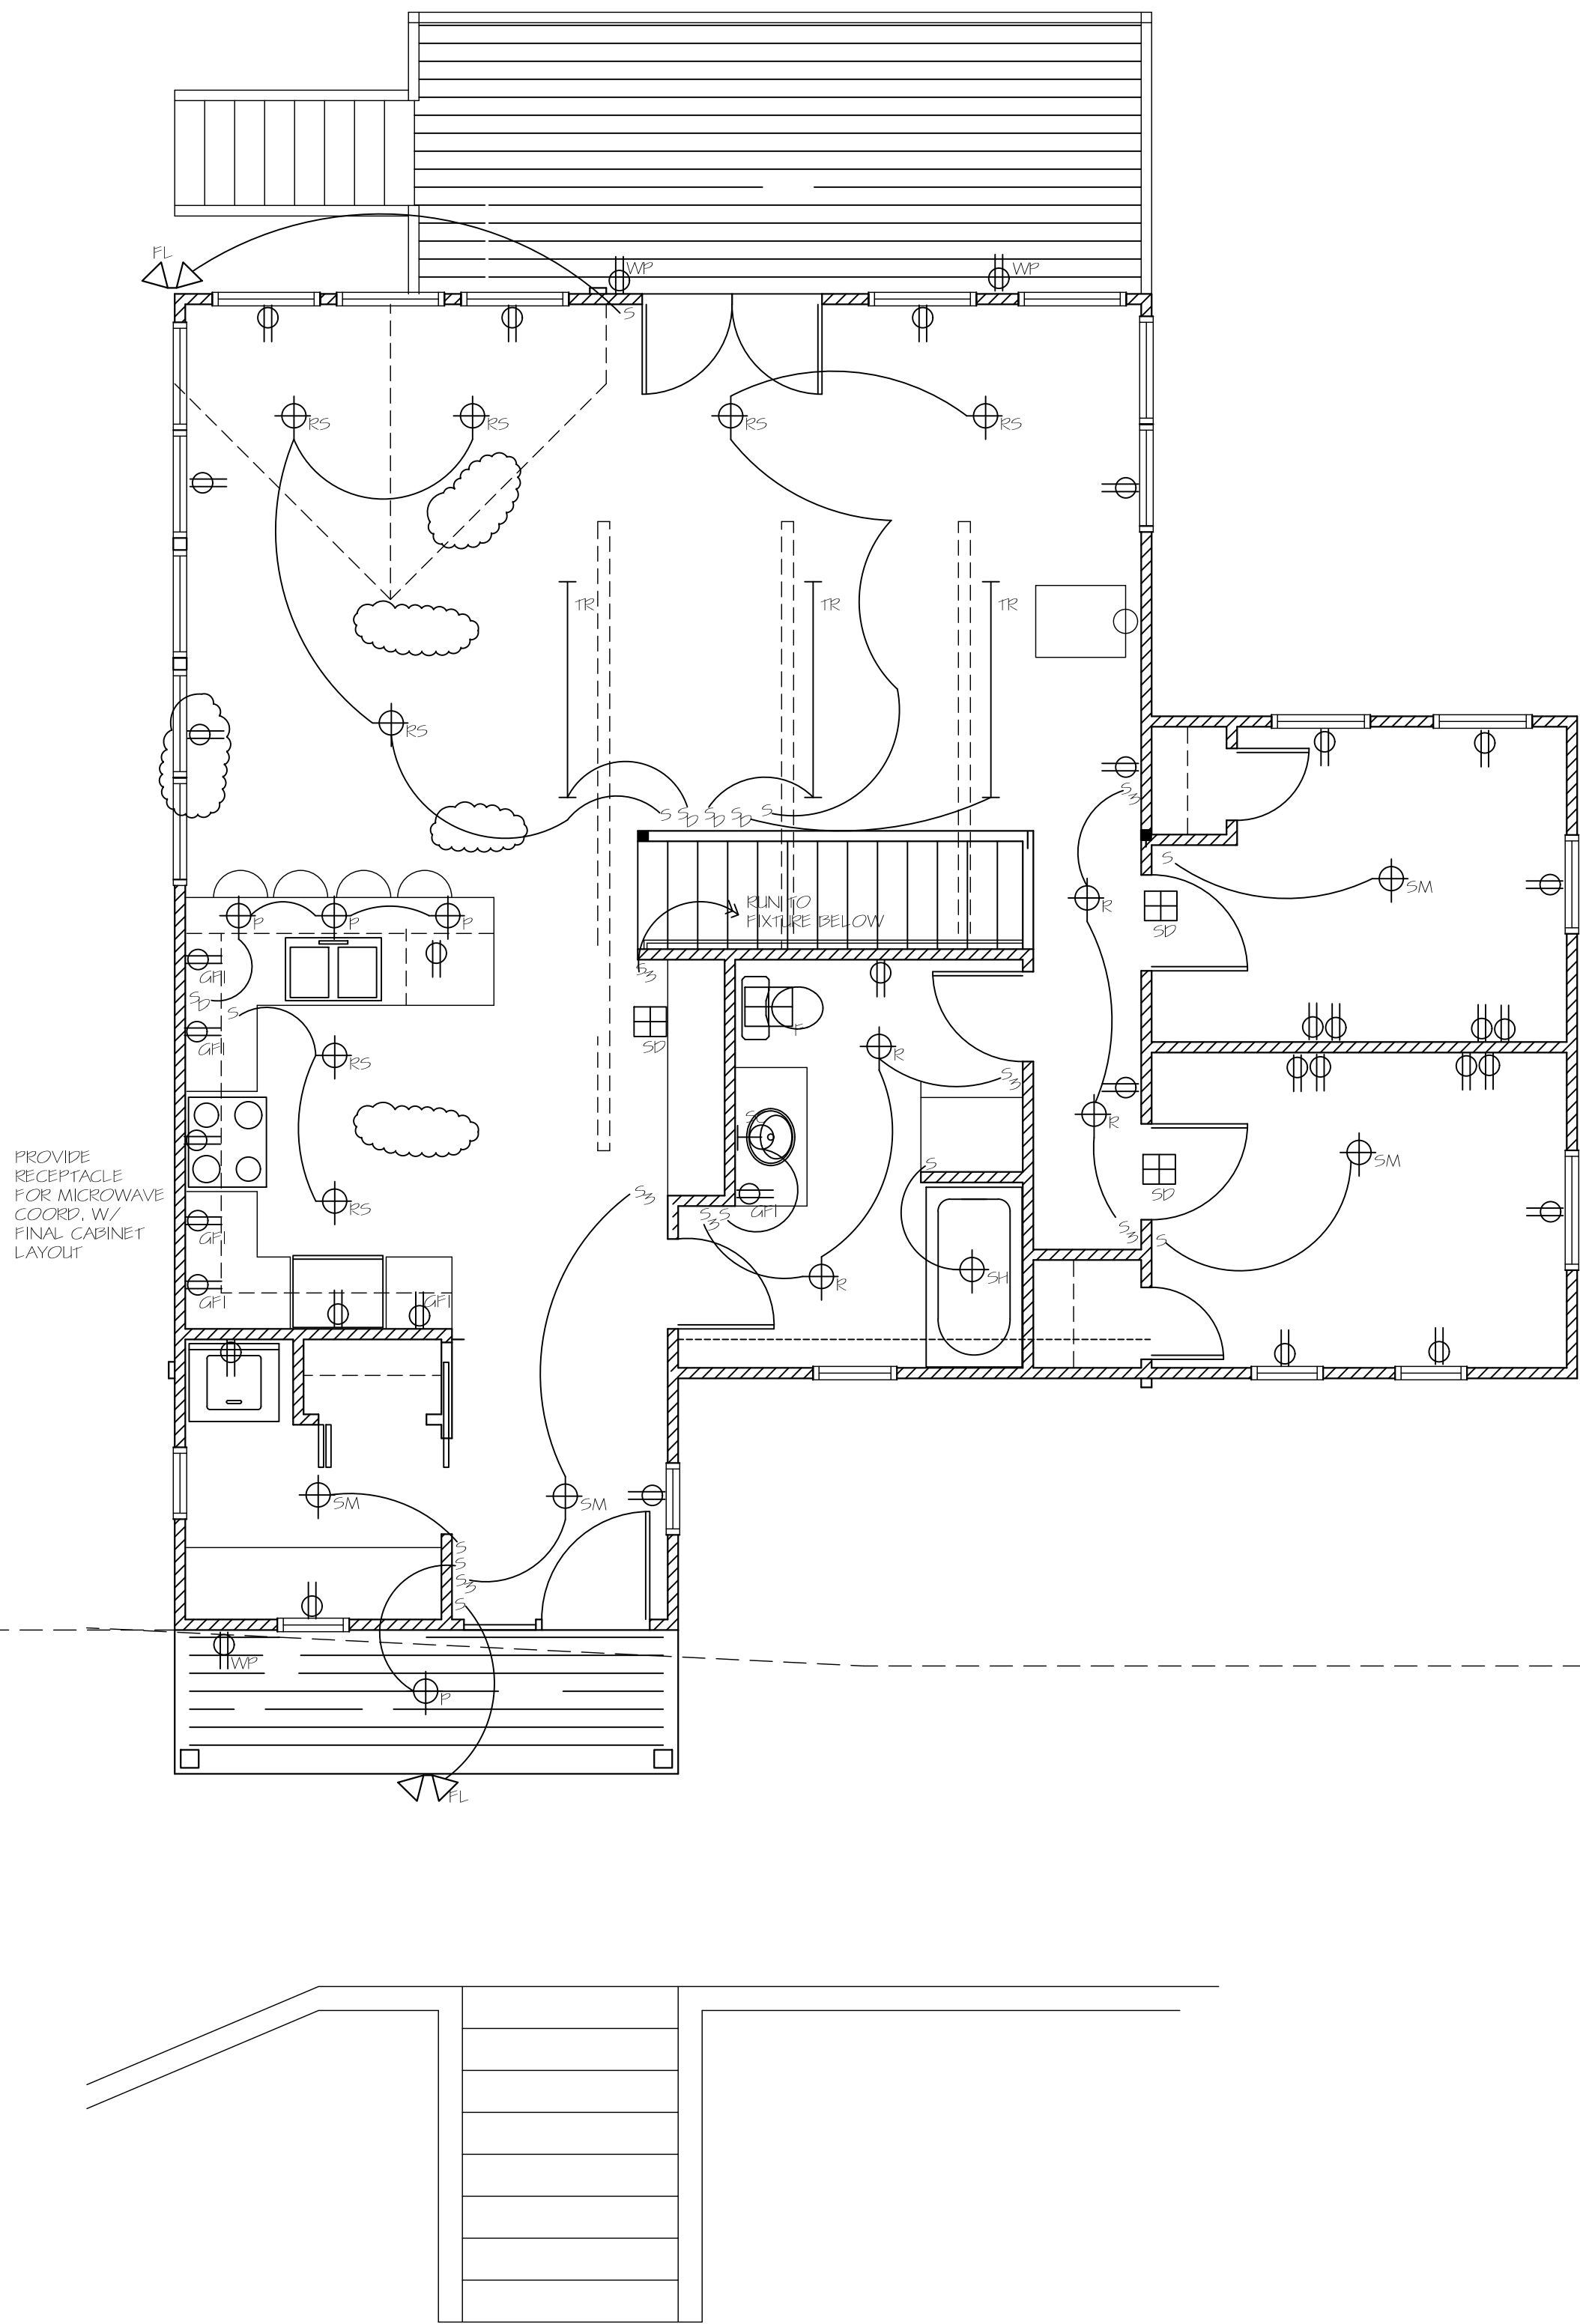 FL
WP
WP
S
RS
RS
RS
RS
TR
TR
TR
RS
S3
S SD SD SD S
S
SM
P
P
P
RUN TO
FIXTURE BELOW
R
SD
GFI
S3
SD
S
GFI
SD
F
RS
R
S3
SC
R
PROVIDE
RECEPTACLE
FOR MICROWAVE
COORD. W/
FINAL CABINET
LAYOUT
SM
S
SD
S3
RS
GFI
S3 S
GFI
S3
S
R
SH
GFI
GFI
SM
SM
S
S
S3
S
WP
P
FL